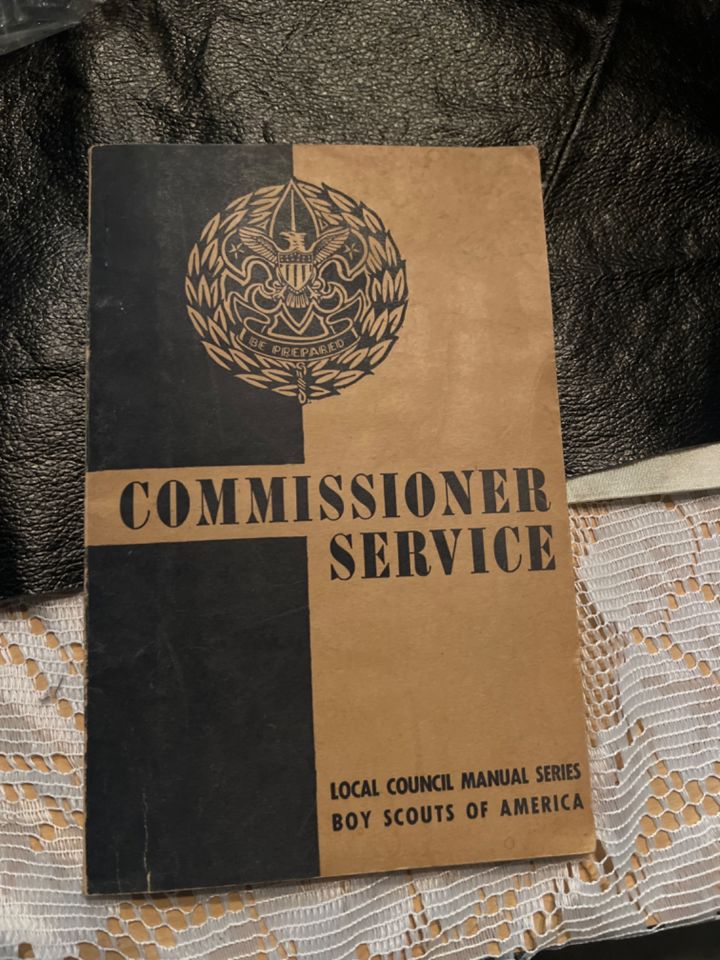 BE PREPARED
COMMISSIONER
SERVICE
LOCAL COUNCIL MANUAL SERIES
BOY SCOUTS OF AMERICA